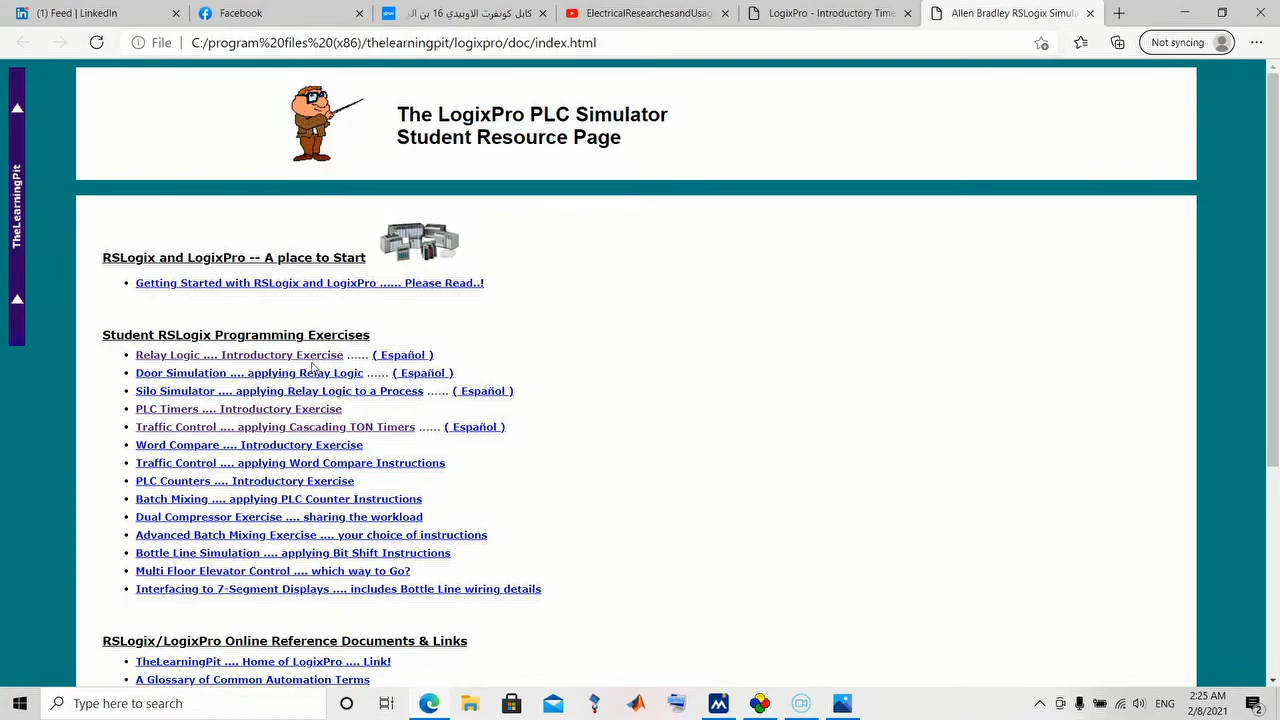 (3) Feed | LinkedIn
بل كونفرت الاويبدي ou 16
ElectricalResearchesandUsag
LogixPro - Introductory Time
Allen Bradley RSLogix Simula
File
C:/program%20files%20(x86)/thelearningpit/logixpro/doc/index.html
Not syncing
TheLearningPit
The LogixPro PLC Simulator
Student Resource Page
RSLogix and LogixPro -- A place to Start
• Getting Started with RSLogix and LogixPro ...... Please Read..!
Student RSLogix Programming Exercises
• Relay Logic .... Introductory Exercise ...... ( Español )
• Door Simulation .... applying Relay Logic ...... ( Español )
• Silo Simulator .... applying Relay Logic to a Process ...... ( Español )
• PLC Timers .... Introductory Exercise
• Traffic Control .... applying Cascading TON Timers ...... ( Español )
• Word Compare .... Introductory Exercise
• Traffic Control .... applying Word Compare Instructions
• PLC Counters .... Introductory Exercise
• Batch Mixing .... applying PLC Counter Instructions
• Dual Compressor Exercise .... sharing the workload
• Advanced Batch Mixing Exercise .... your choice of instructions
• Bottle Line Simulation .... applying Bit Shift Instructions
• Multi Floor Elevator Control .... which way to Go?
• Interfacing to 7-Segment Displays .... includes Bottle Line wiring details
RSLogix/LogixPro Online Reference Documents & Links
• TheLearningPit .... Home of LogixPro .... Link!
• A Glossary of Common Automation Terms
Type here to search
ENG
2:25 AM
2/8/2021
2